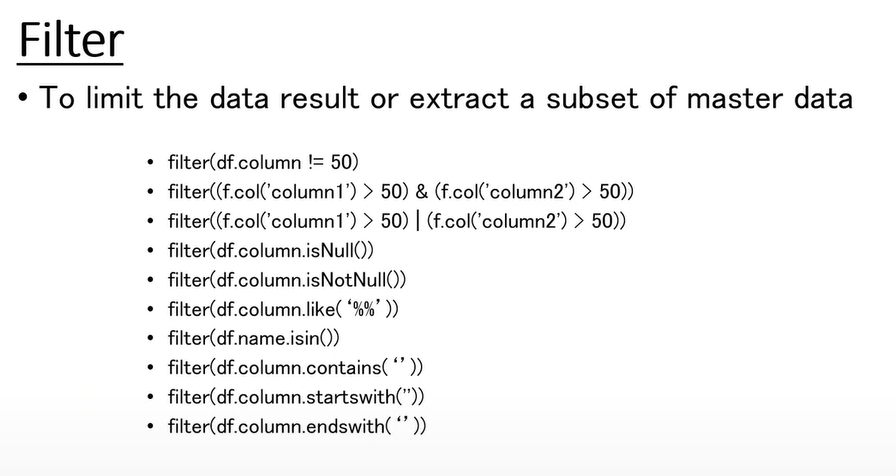 Filter
• To limit the data result or extract a subset of master data
• filter(df.column != 50)
• filter((f.col('column1') > 50) & (f.col('column2') > 50))
• filter((f.col('column1') > 50) | (f.col('column2') > 50))
• filter(df.column.isNull())
• filter(df.column.isNotNull())
• filter(df.column.like( ‘%%’ ))
• filter(df.name.isin())
• filter(df.column.contains( ‘’ ))
• filter(df.column.startswith(’’))
• filter(df.column.endswith( ‘’ ))